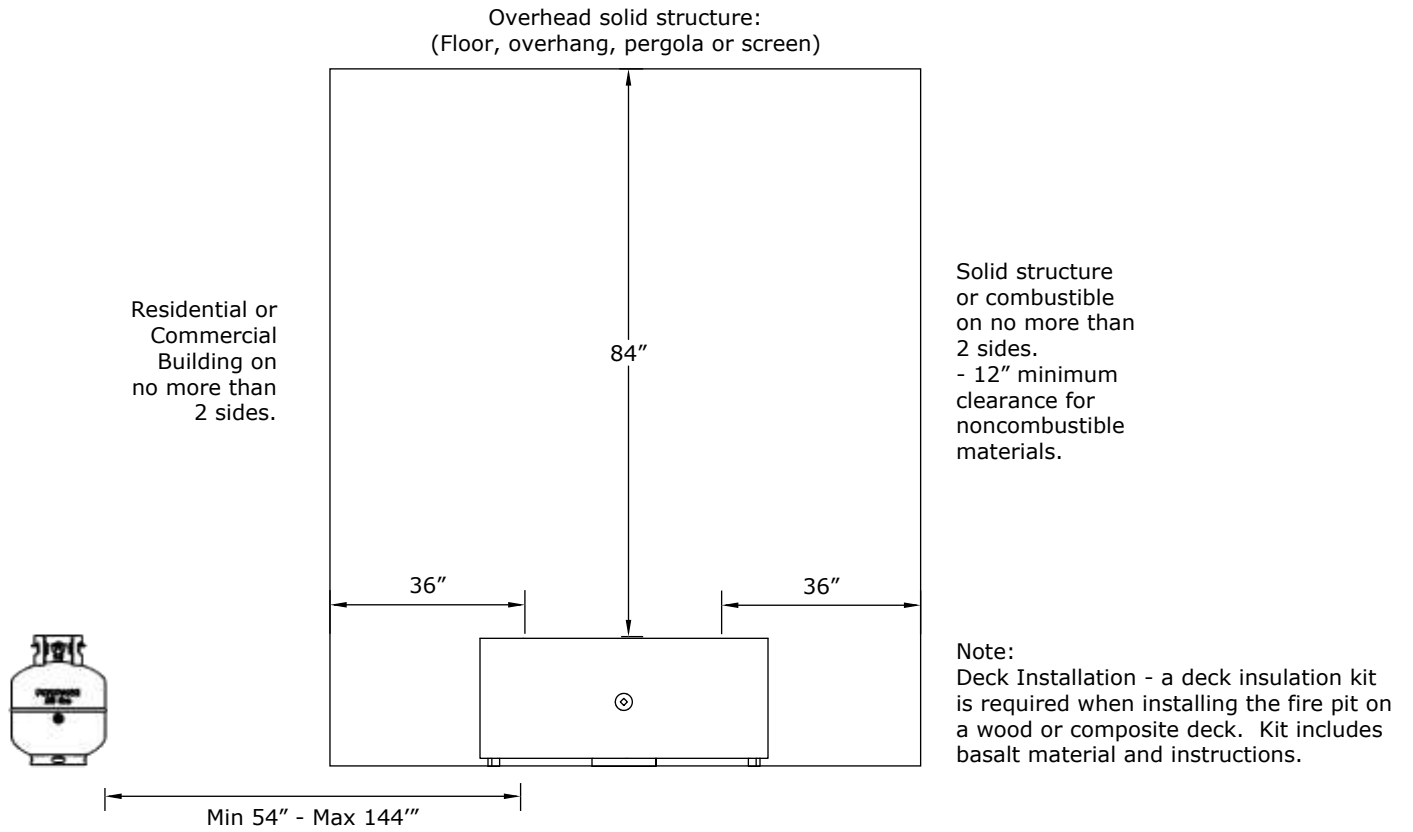 Overhead solid structure:
(Floor, overhang, pergola or screen)
Residential or
Commercial
Building on
no more than
2 sides.
84″
Solid structure
or combustible
on no more than
2 sides.
- 12″ minimum
clearance for
noncombustible
materials.
36″
36″
Note:
Deck Installation - a deck insulation kit
is required when installing the fire pit on
a wood or composite deck. Kit includes
basalt material and instructions.
Min 54″ - Max 144′″